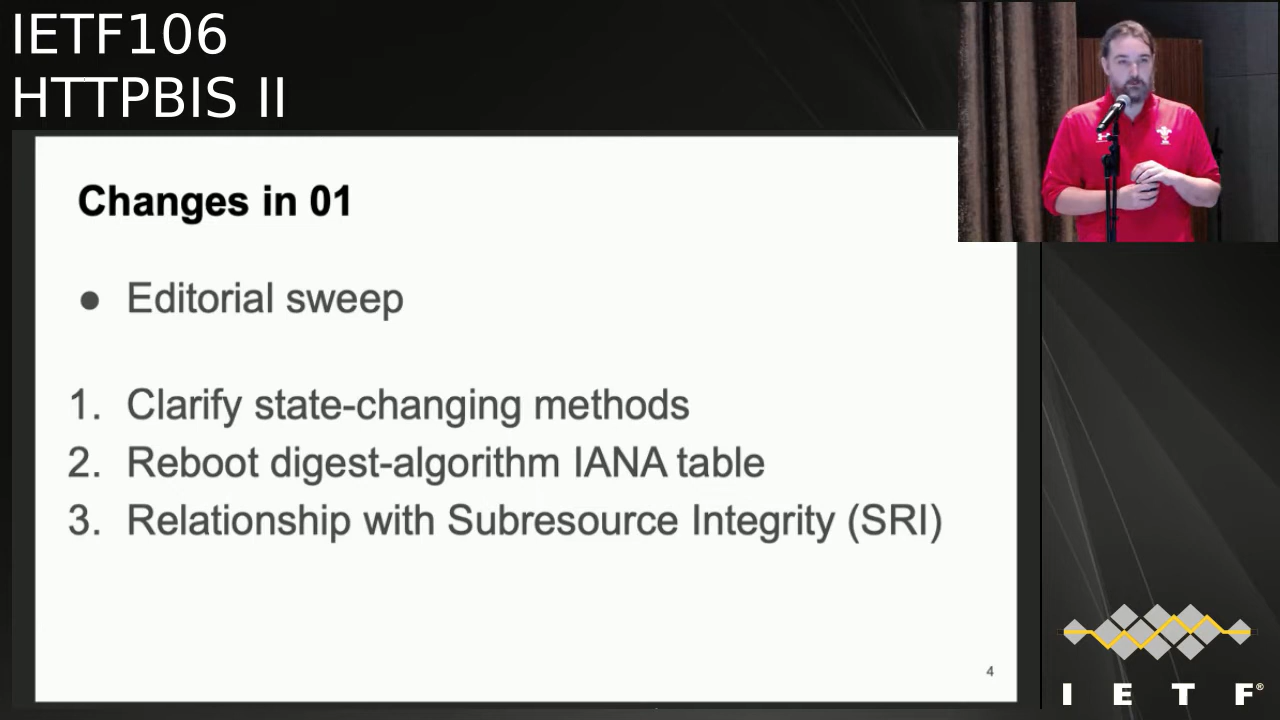 IETF106
HTTPBIS II
Changes in 01
● Editorial sweep
1. Clarify state-changing methods
2. Reboot digest-algorithm IANA table
3. Relationship with Subresource Integrity (SRI)
4
I E T F®